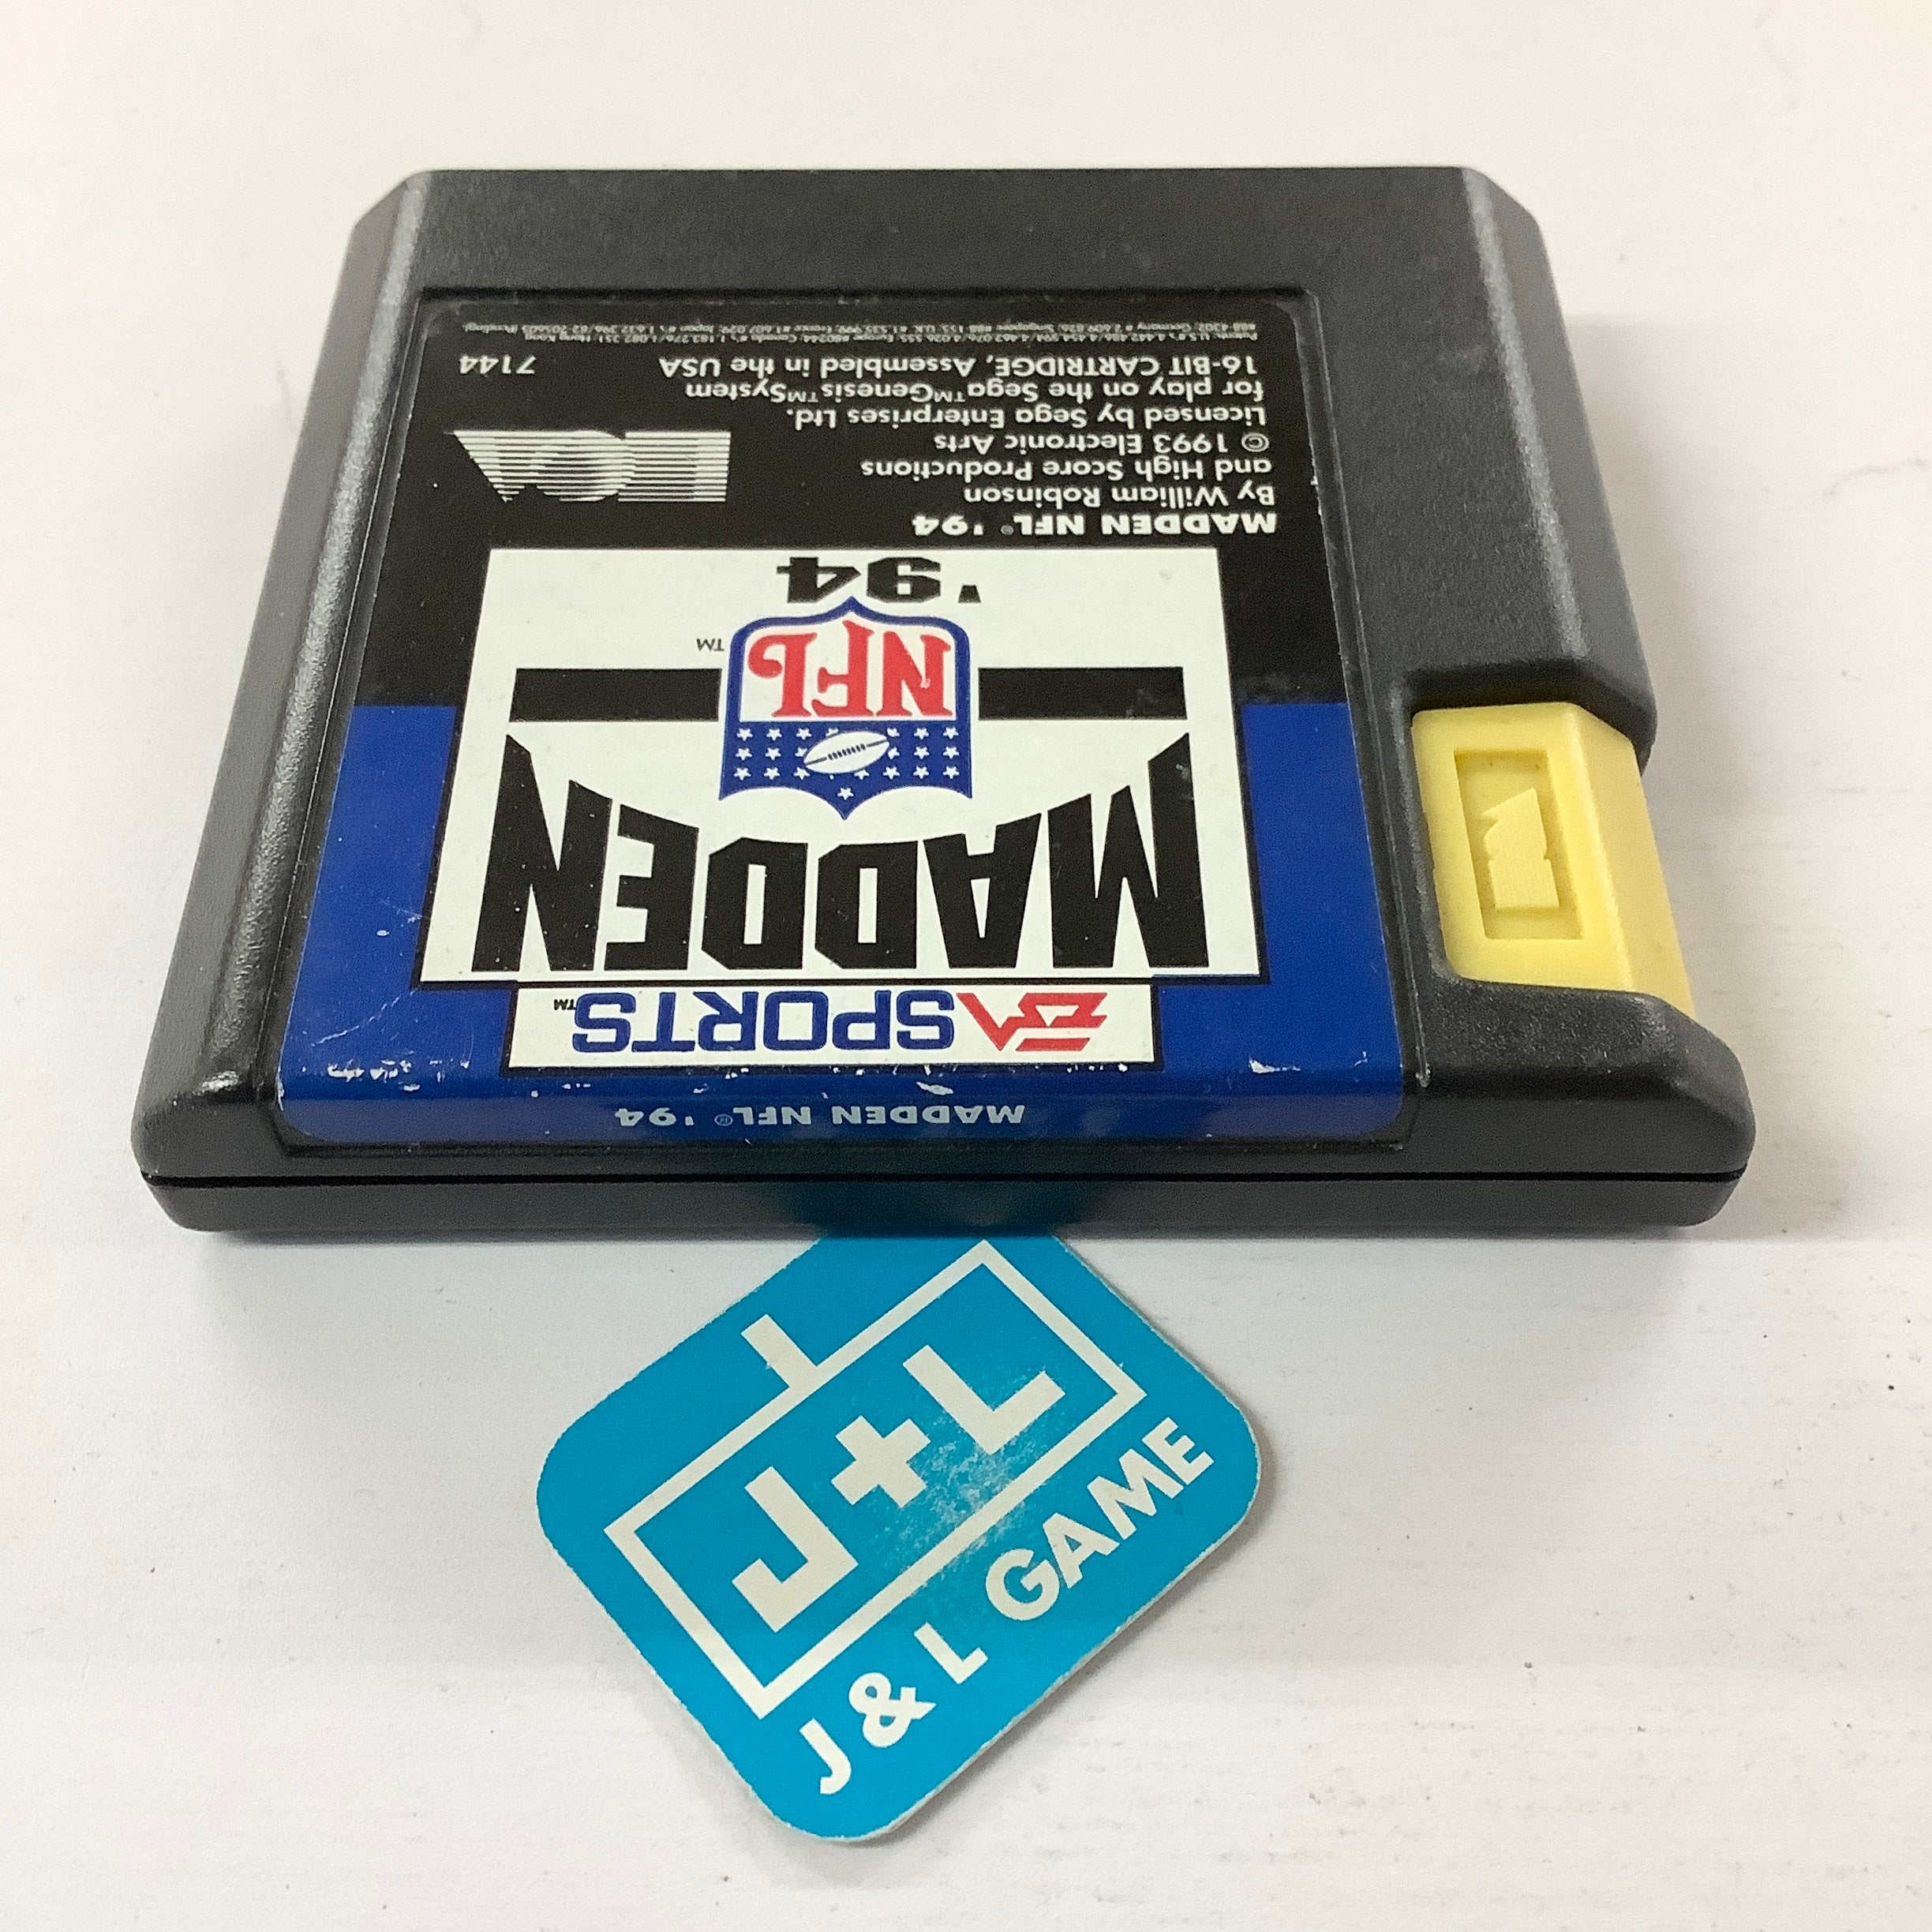 MADDEN NFL® '94
EA SPORTS™
MADDEN
NFL
™
'94
MADDEN NFL® '94
By William Robinson
and High Score Productions
© 1993 Electronic Arts
Licensed by Sega Enterprises Ltd.
for play on the Sega™ Genesis™ System
16-BIT CARTRIDGE, Assembled in the USA
7144
EA
J+L
J & L GAME